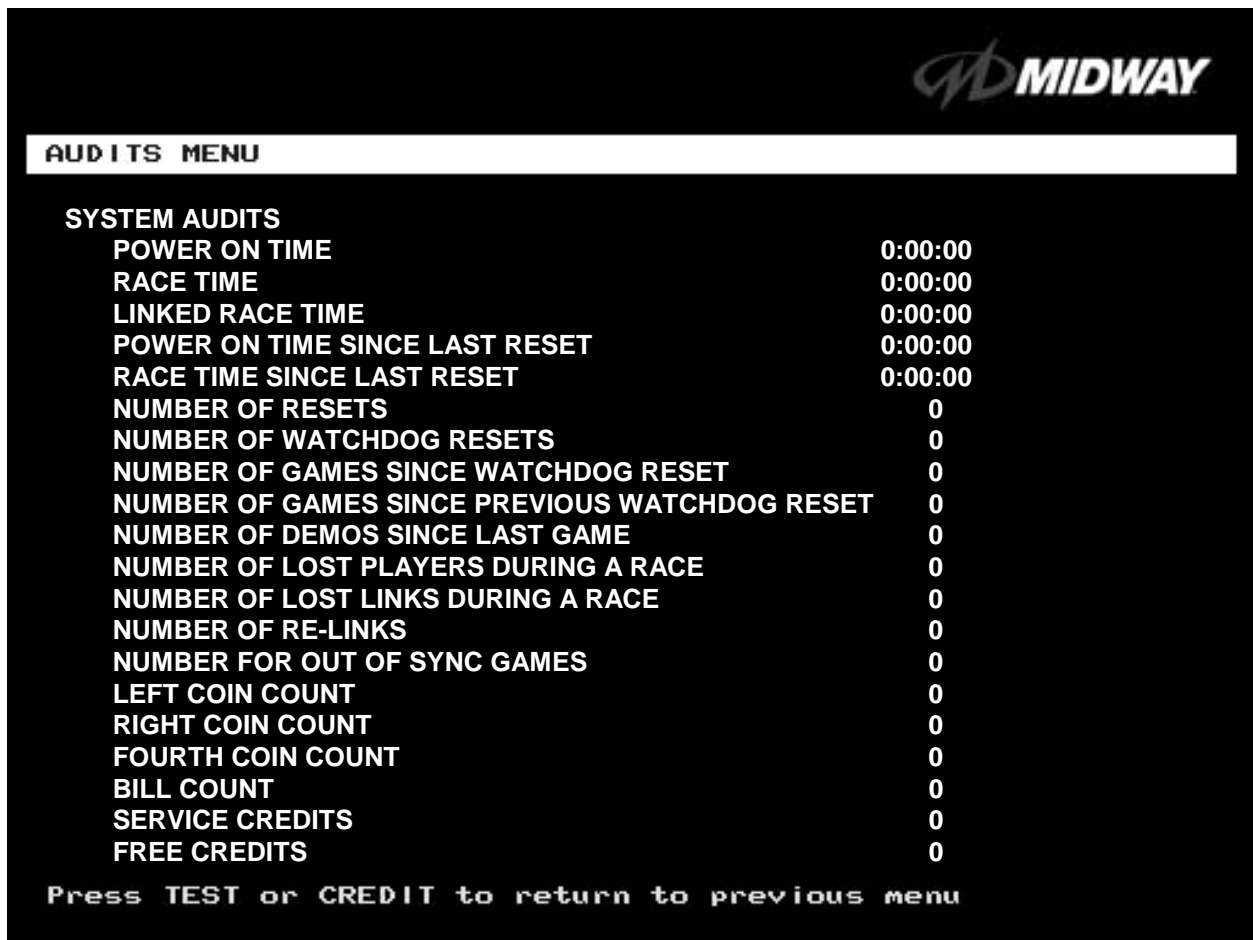 MIDWAY
AUDITS MENU
SYSTEM AUDITS
POWER ON TIME 0:00:00
RACE TIME 0:00:00
LINKED RACE TIME 0:00:00
POWER ON TIME SINCE LAST RESET 0:00:00
RACE TIME SINCE LAST RESET 0:00:00
NUMBER OF RESETS 0
NUMBER OF WATCHDOG RESETS 0
NUMBER OF GAMES SINCE WATCHDOG RESET 0
NUMBER OF GAMES SINCE PREVIOUS WATCHDOG RESET 0
NUMBER OF DEMOS SINCE LAST GAME 0
NUMBER OF LOST PLAYERS DURING A RACE 0
NUMBER OF LOST LINKS DURING A RACE 0
NUMBER OF RE-LINKS 0
NUMBER FOR OUT OF SYNC GAMES 0
LEFT COIN COUNT 0
RIGHT COIN COUNT 0
FOURTH COIN COUNT 0
BILL COUNT 0
SERVICE CREDITS 0
FREE CREDITS 0
Press TEST or CREDIT to return to previous menu